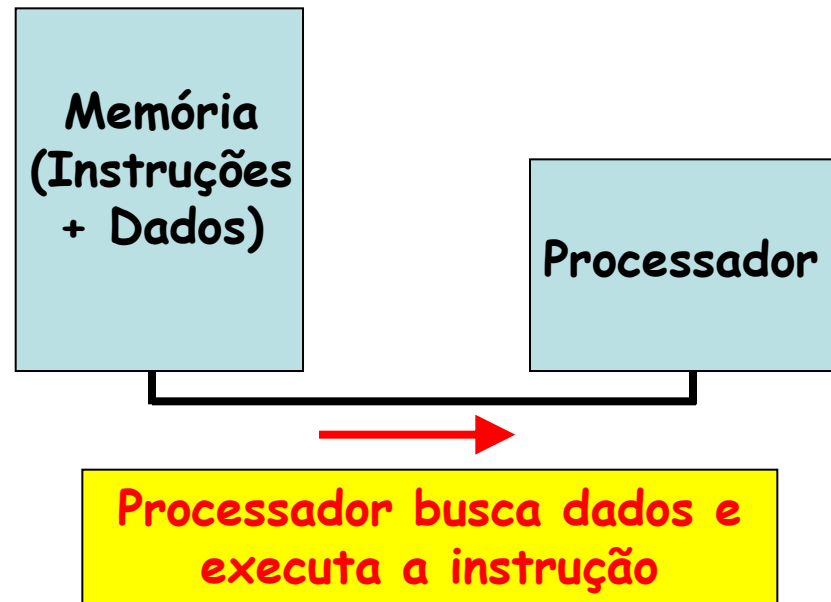 Memória
(Instruções
+ Dados)
Processador
Processador busca dados e
executa a instrução